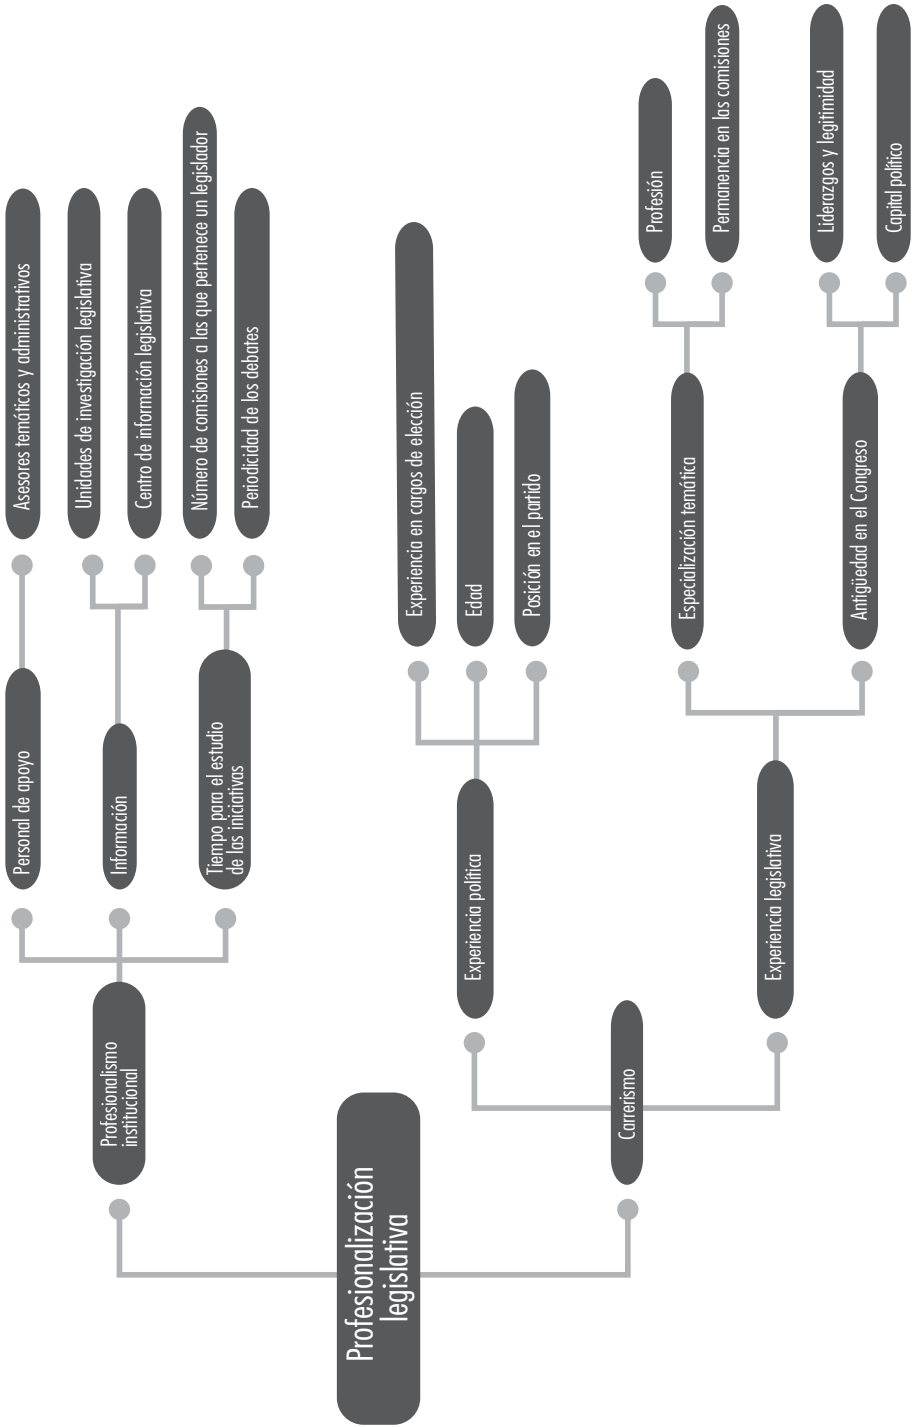 Profesionalización
legislativa
Profesionalismo
institucional
Personal de apoyo
Asesores temáticos y administrativos
Información
Unidades de investigación legislativa
Centro de información legislativa
Tiempo para el estudio
de las iniciativas
Número de comisiones a las que pertenece un legislador
Periodicidad de los debates
Carrerismo
Experiencia política
Experiencia en cargos de elección
Edad
Posición en el partido
Experiencia legislativa
Especialización temática
Profesión
Permanencia en las comisiones
Antigüedad en el Congreso
Liderazgos y legitimidad
Capital político